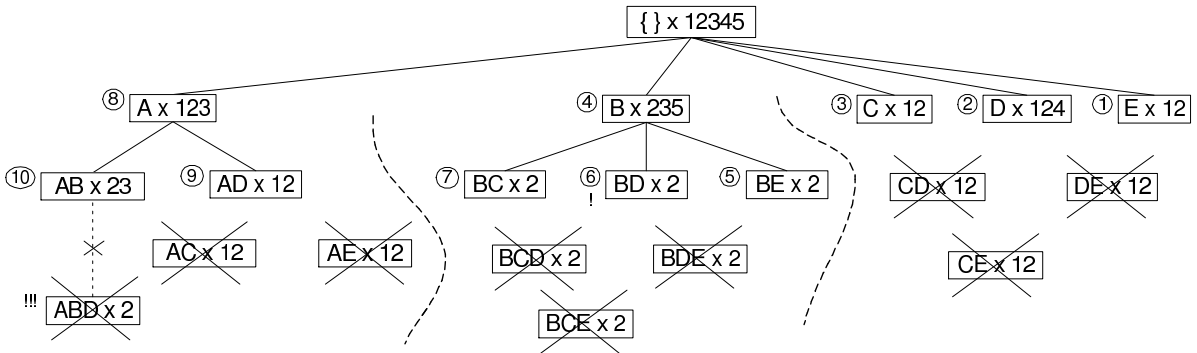 { } x 12345
⑧ A x 123
④ B x 235
③ C x 12
② D x 124
① E x 12
⑩ AB x 23
⑨ AD x 12
⑦ BC x 2
⑥ BD x 2
!
⑤ BE x 2
CD x 12
DE x 12
AC x 12
AE x 12
BCD x 2
BDE x 2
CE x 12
!!! ABD x 2
BCE x 2